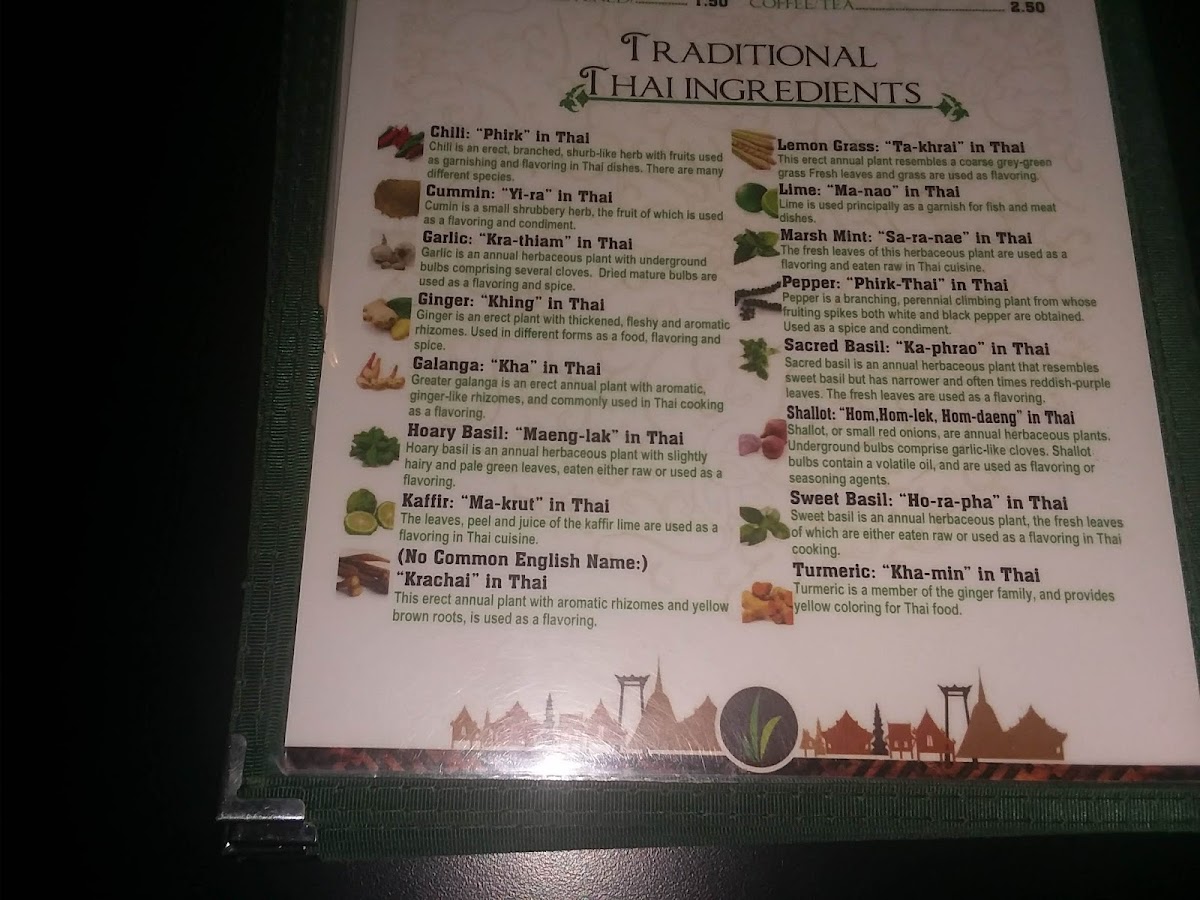 1.50
COFFEE/TEA 2.50
TRADITIONAL
THAI INGREDIENTS
Chili: “Phirk” in Thai
Chili is an erect, branched, shurb-like herb with fruits used
as garnishing and flavoring in Thai dishes. There are many
different species.
Cummin: “Yi-ra” in Thai
Cumin is a small shrubbery herb, the fruit of which is used
as a flavoring and condiment.
Garlic: “Kra-thiam” in Thai
Garlic is an annual herbaceous plant with underground
bulbs comprising several cloves. Dried mature bulbs are
used as a flavoring and spice.
Ginger: “Khing” in Thai
Ginger is an erect plant with thickened, fleshy and aromatic
rhizomes. Used in different forms as a food, flavoring and
spice.
Galanga: “Kha” in Thai
Greater galanga is an erect annual plant with aromatic,
ginger-like rhizomes, and commonly used in Thai cooking
as a flavoring.
Hoary Basil: “Maeng-lak” in Thai
Hoary basil is an annual herbaceous plant with slightly
hairy and pale green leaves, eaten either raw or used as a
flavoring.
Kaffir: “Ma-krut” in Thai
The leaves, peel and juice of the kaffir lime are used as a
flavoring in Thai cuisine.
(No Common English Name:)
“Krachai” in Thai
This erect annual plant with aromatic rhizomes and yellow
brown roots, is used as a flavoring.
Lemon Grass: “Ta-khrai” in Thai
This erect annual plant resembles a coarse grey-green
grass Fresh leaves and grass are used as flavoring.
Lime: “Ma-nao” in Thai
Lime is used principally as a garnish for fish and meat
dishes.
Marsh Mint: “Sa-ra-nae” in Thai
The fresh leaves of this herbaceous plant are used as a
flavoring and eaten raw in Thai cuisine.
Pepper: “Phirk-Thai” in Thai
Pepper is a branching, perennial climbing plant from whose
fruiting spikes both white and black pepper are obtained.
Used as a spice and condiment.
Sacred Basil: “Ka-phrao” in Thai
Sacred basil is an annual herbaceous plant that resembles
sweet basil but has narrower and often times reddish-purple
leaves. The fresh leaves are used as a flavoring.
Shallot: “Hom,Hom-lek, Hom-daeng” in Thai
Shallot, or small red onions, are annual herbaceous plants.
Underground bulbs comprise garlic-like cloves. Shallot
bulbs contain a volatile oil, and are used as flavoring or
seasoning agents.
Sweet Basil: “Ho-ra-pha” in Thai
Sweet basil is an annual herbaceous plant, the fresh leaves
of which are either eaten raw or used as a flavoring in Thai
cooking.
Turmeric: “Kha-min” in Thai
Turmeric is a member of the ginger family, and provides
yellow coloring for Thai food.